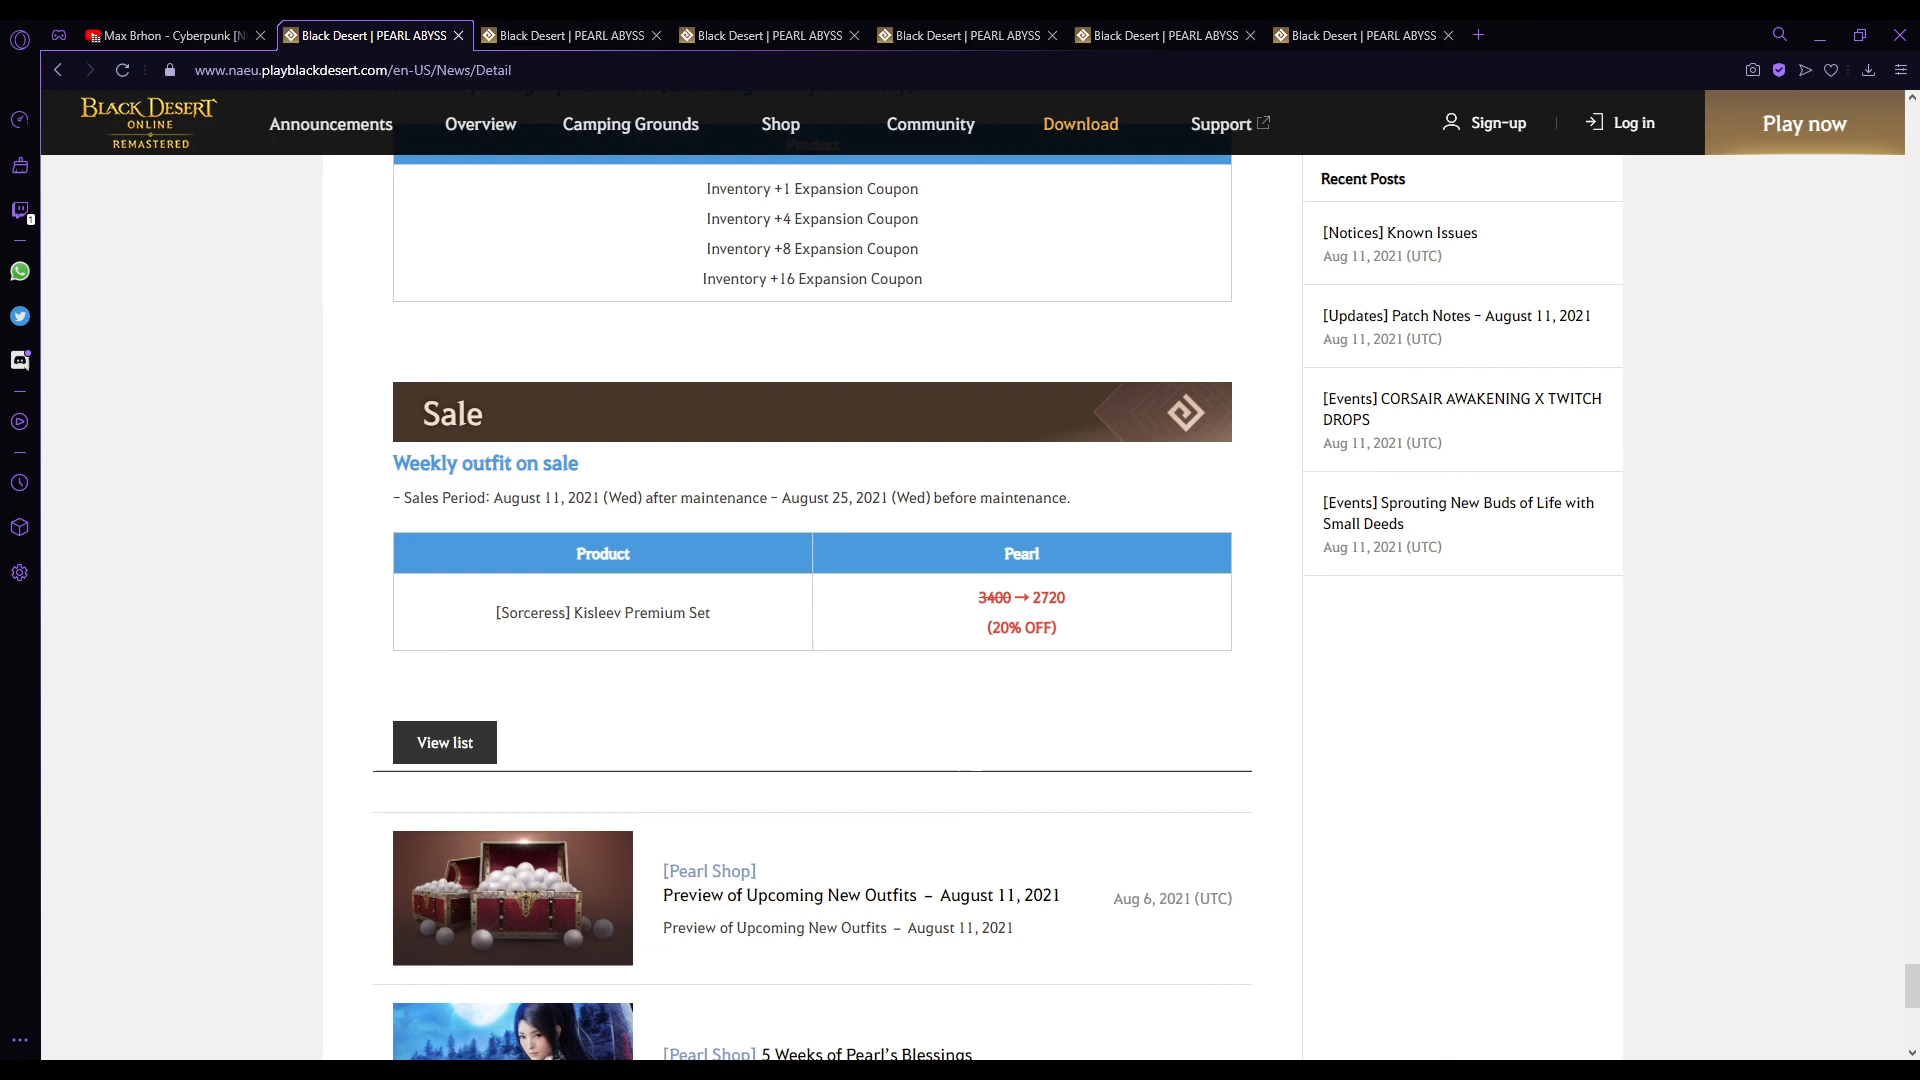 Max Brhon - Cyberpunk [N
Black Desert | PEARL ABYSS
Black Desert | PEARL ABYSS
Black Desert | PEARL ABYSS
Black Desert | PEARL ABYSS
Black Desert | PEARL ABYSS
Black Desert | PEARL ABYSS
www.naeu.playblackdesert.com/en-US/News/Detail
BLACK DESERT
ONLINE
REMASTERED
Announcements
Overview
Camping Grounds
Shop
Community
Download
Support
Sign-up
Log in
Play now
1
Product
Inventory +1 Expansion Coupon
Inventory +4 Expansion Coupon
Inventory +8 Expansion Coupon
Inventory +16 Expansion Coupon
Sale
Weekly outfit on sale
- Sales Period: August 11, 2021 (Wed) after maintenance - August 25, 2021 (Wed) before maintenance.
Product
Pearl
[Sorceress] Kisleev Premium Set
3400 → 2720
(20% OFF)
View list
[Pearl Shop]
Preview of Upcoming New Outfits - August 11, 2021
Preview of Upcoming New Outfits - August 11, 2021
Aug 6, 2021 (UTC)
[Pearl Shop] 5 Weeks of Pearl's Blessings
Recent Posts
[Notices] Known Issues
Aug 11, 2021 (UTC)
[Updates] Patch Notes - August 11, 2021
Aug 11, 2021 (UTC)
[Events] CORSAIR AWAKENING X TWITCH
DROPS
Aug 11, 2021 (UTC)
[Events] Sprouting New Buds of Life with
Small Deeds
Aug 11, 2021 (UTC)